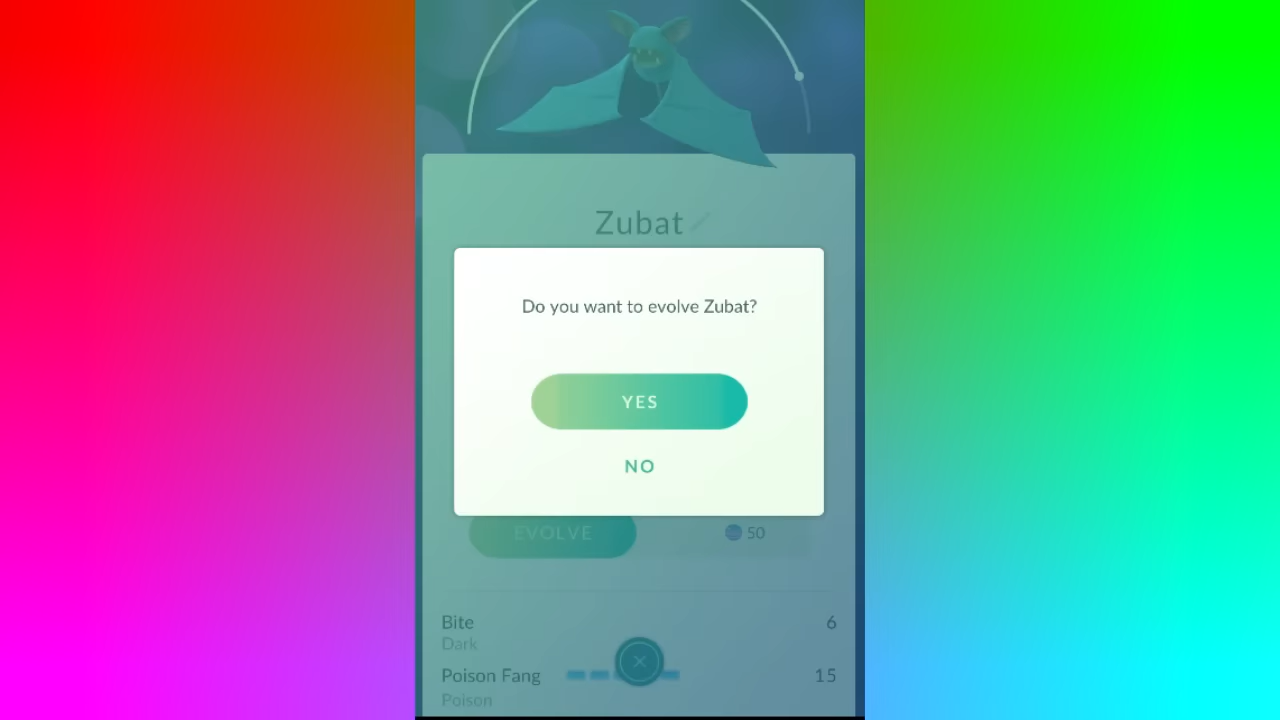 Zubat
Do you want to evolve Zubat?
YES
NO
EVOLVE 50
Bite 6
Dark
Poison Fang 15
Poison